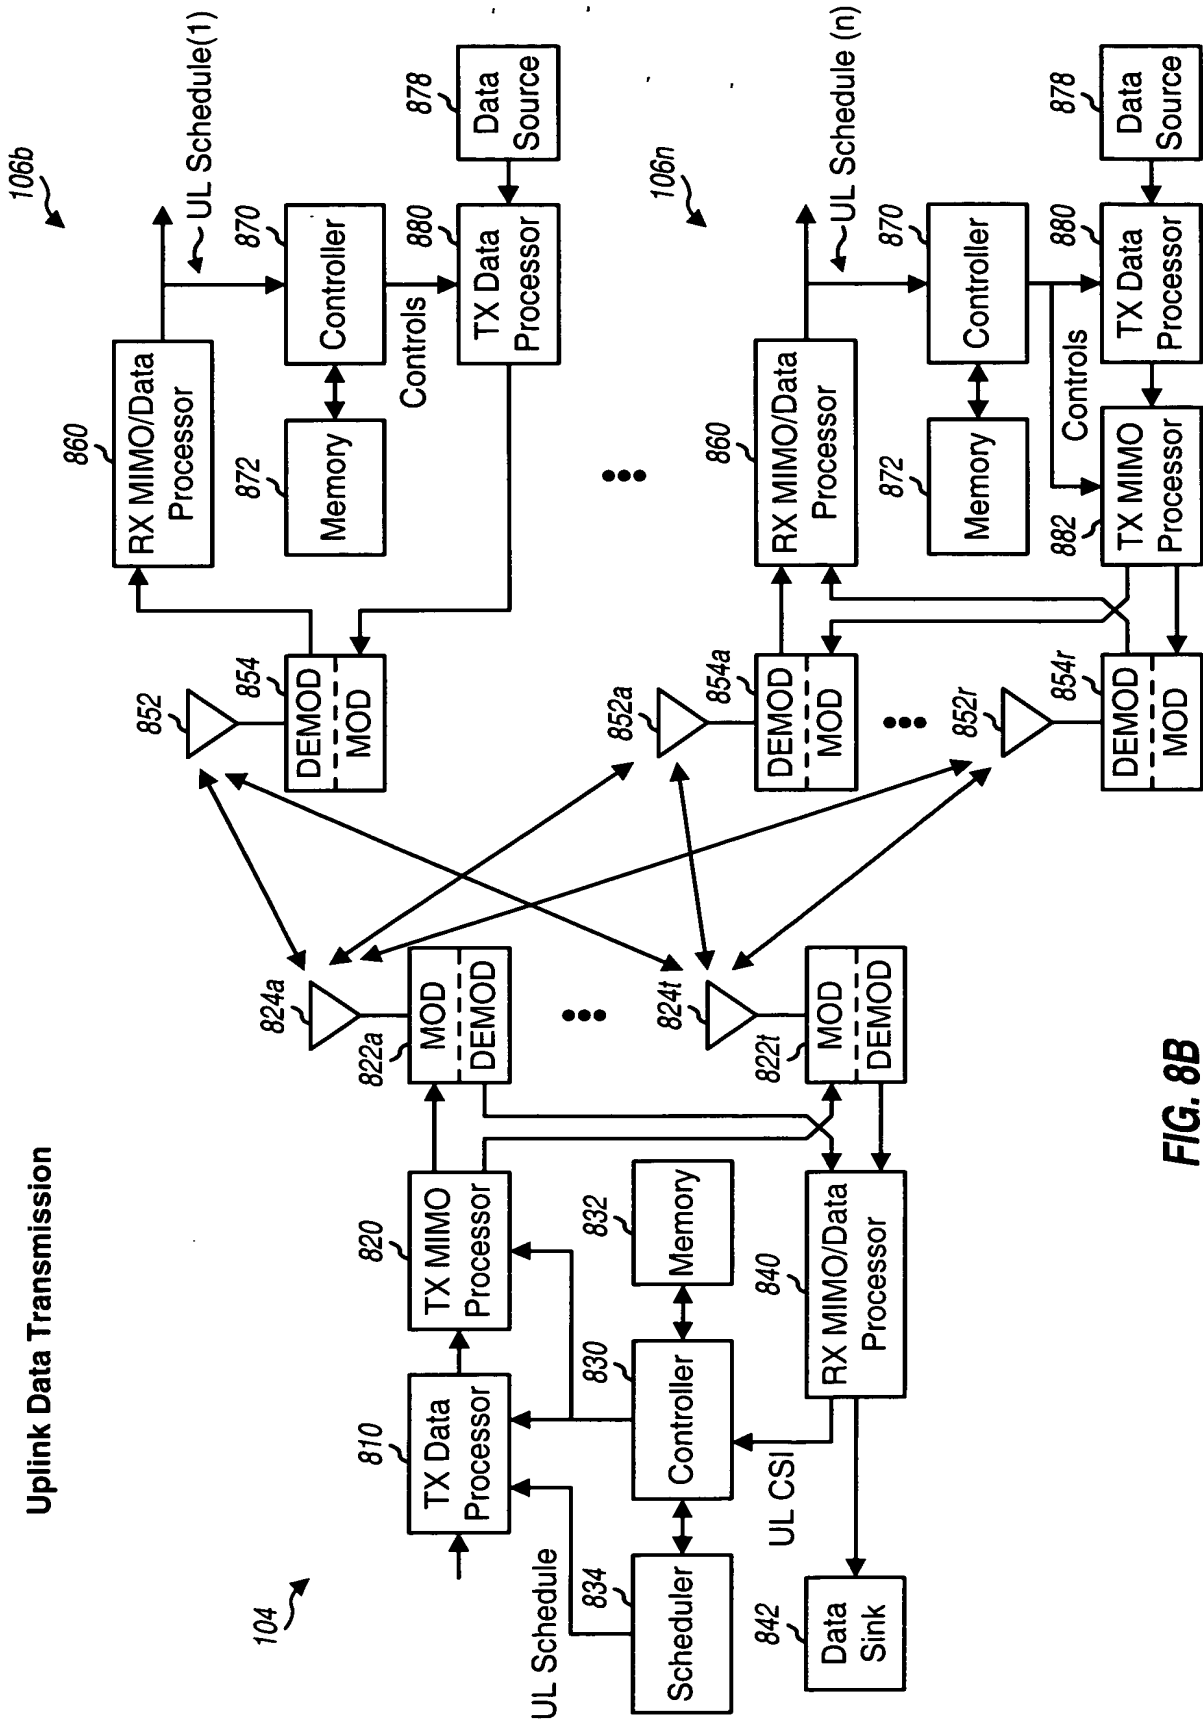 Uplink Data Transmission
104
UL Schedule
834
Scheduler
842
Data
Sink
810
TX Data
Processor
820
TX MIMO
Processor
830
Controller
832
Memory
UL CSI
840
RX MIMO/Data
Processor
824a
822a
MOD
DEMOD
824t
822t
MOD
DEMOD
106b
852
854
DEMOD
MOD
860
RX MIMO/Data
Processor
UL Schedule(1)
872
Memory
870
Controller
Controls
880
TX Data
Processor
878
Data
Source
106n
852a
854a
DEMOD
MOD
852r
854r
DEMOD
MOD
860
RX MIMO/Data
Processor
UL Schedule (n)
872
Memory
870
Controller
Controls
882
TX MIMO
Processor
880
TX Data
Processor
878
Data
Source
FIG. 8B